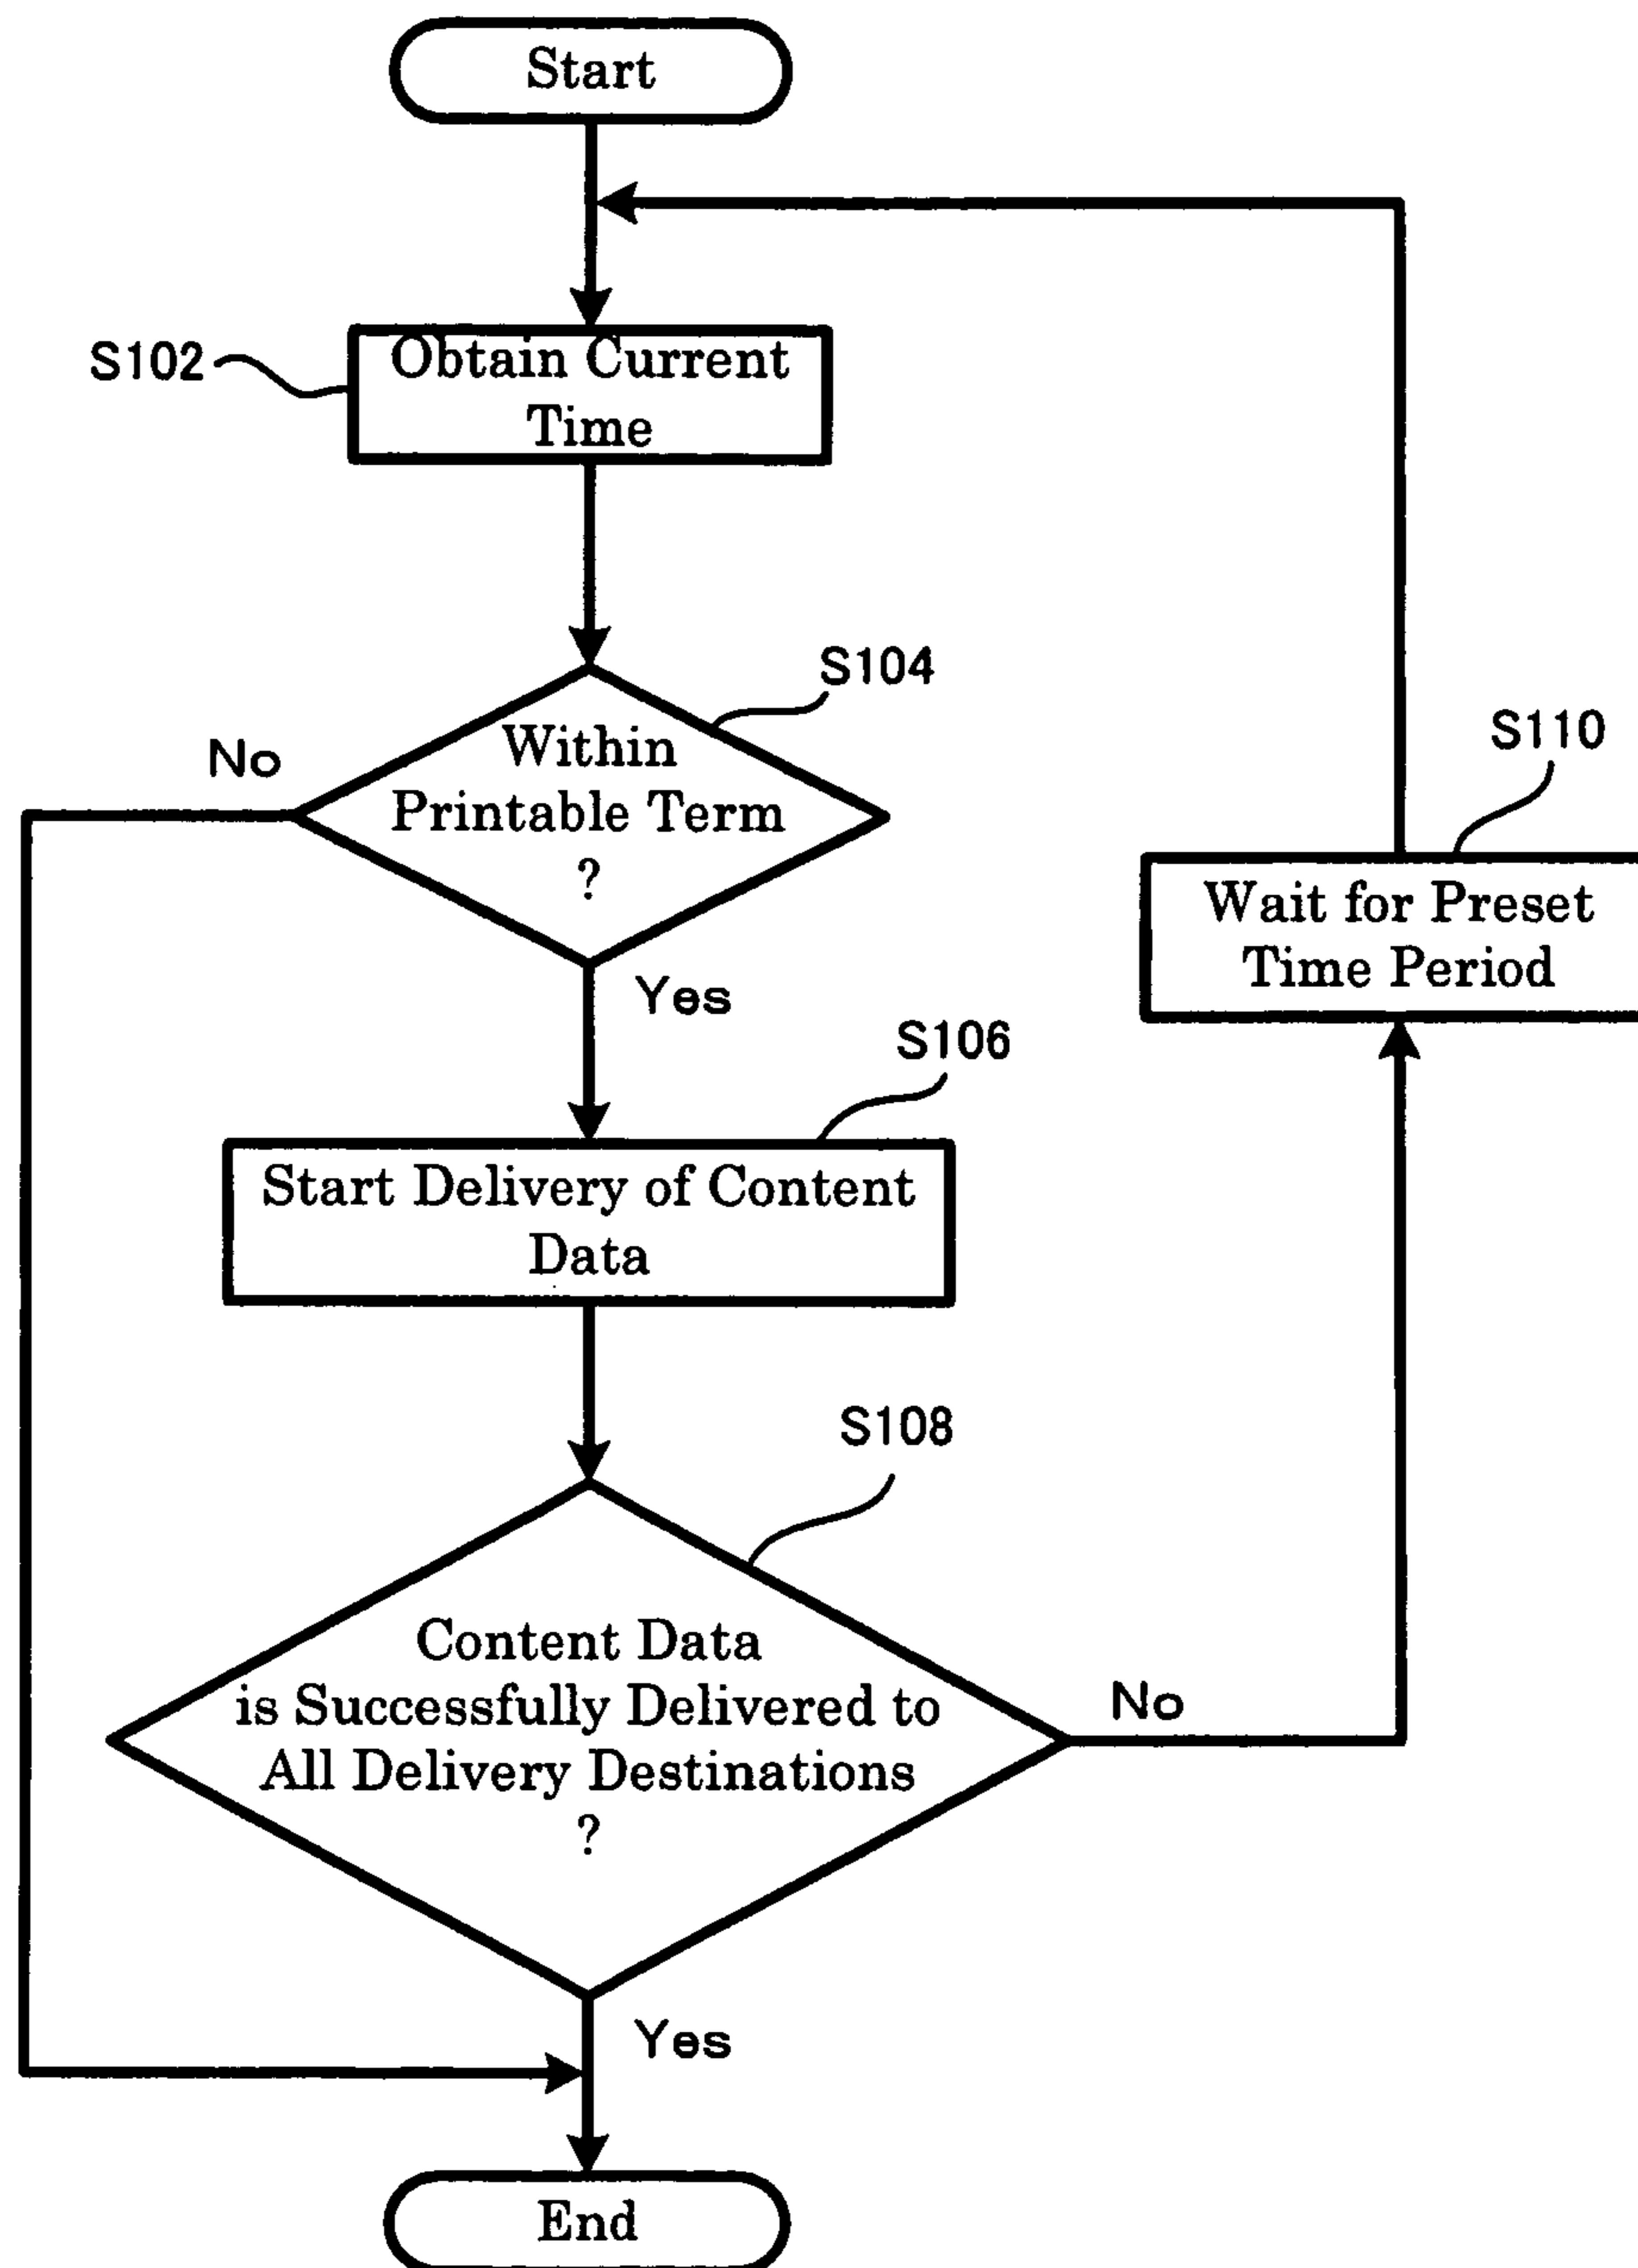 Start
S102
Obtain Current
Time
S104
No
Within
Printable Term
?
Yes
S110
Wait for Preset
Time Period
S106
Start Delivery of Content
Data
S108
Content Data
is Successfully Delivered to
All Delivery Destinations
?
No
Yes
End